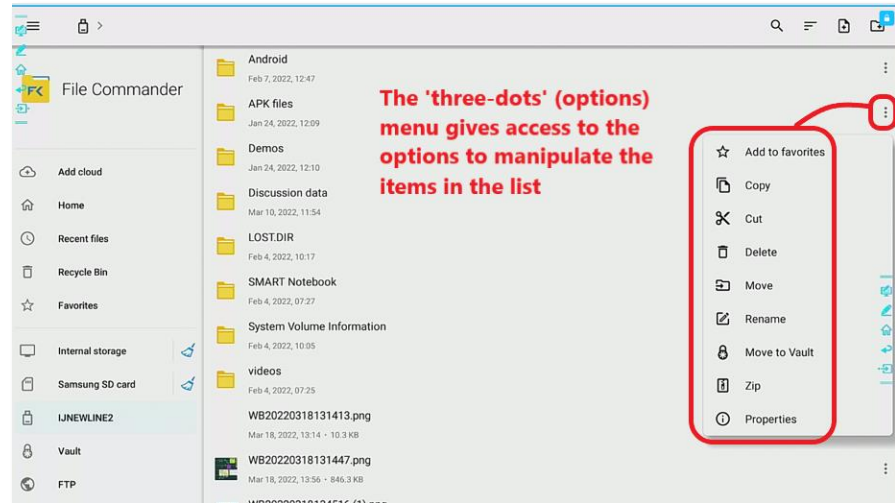 File Commander
Add cloud
Home
Recent files
Recycle Bin
Favorites
Internal storage
Samsung SD card
IJNEWLINE2
Vault
FTP
Android
Feb 7, 2022, 12:47
APK files
Jan 24, 2022, 12:09
Demos
Jan 24, 2022, 12:10
Discussion data
Mar 10, 2022, 11:54
LOST.DIR
Feb 4, 2022, 10:17
SMART Notebook
Feb 4, 2022, 07:27
System Volume Information
Feb 4, 2022, 10:05
videos
Feb 4, 2022, 07:25
WB20220318131413.png
Mar 18, 2022, 13:14 · 10.3 KB
WB20220318131447.png
Mar 18, 2022, 13:56 · 846.3 KB
The 'three-dots' (options)
menu gives access to the
options to manipulate the
items in the list
Add to favorites
Copy
Cut
Delete
Move
Rename
Move to Vault
Zip
Properties